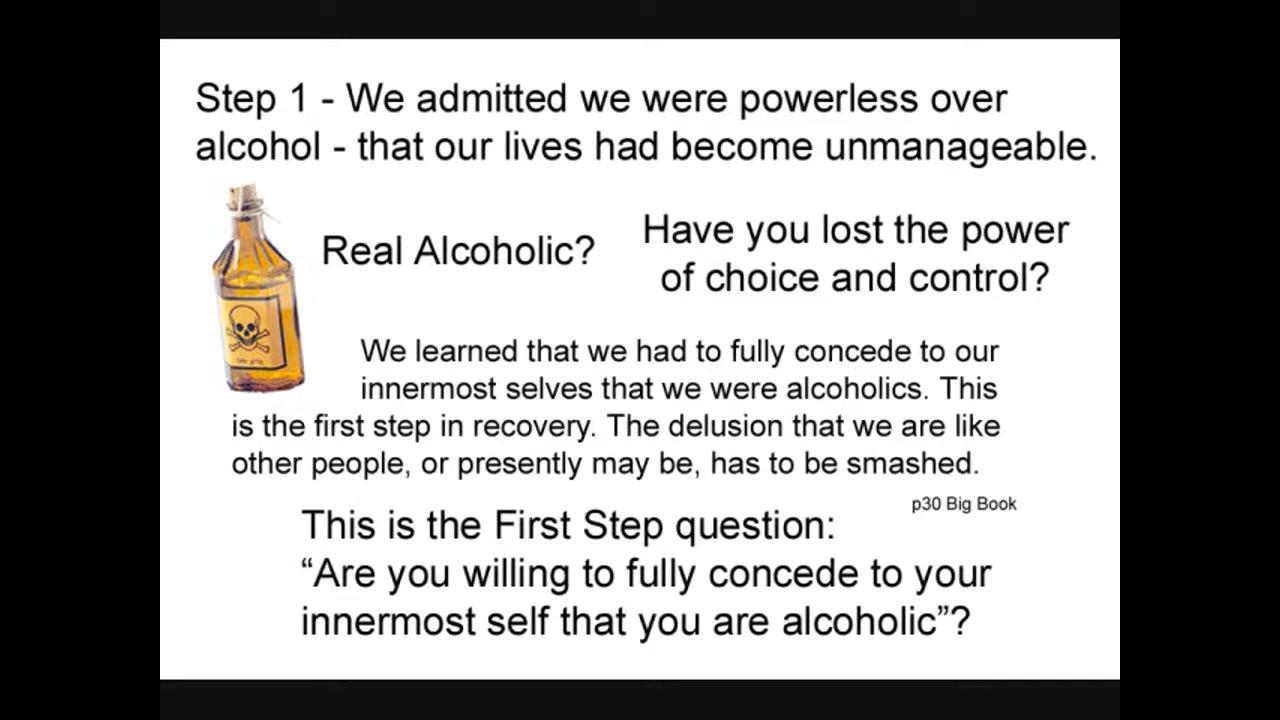 Step 1 - We admitted we were powerless over
alcohol - that our lives had become unmanageable.
Real Alcoholic?
Have you lost the power
of choice and control?
We learned that we had to fully concede to our
innermost selves that we were alcoholics. This
is the first step in recovery. The delusion that we are like
other people, or presently may be, has to be smashed.
p30 Big Book
This is the First Step question:
“Are you willing to fully concede to your
innermost self that you are alcoholic”?